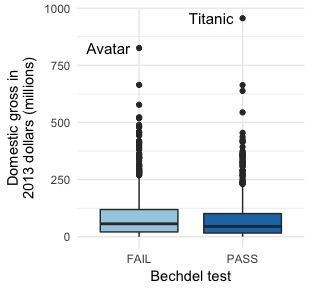 1000
750
500
250
0
Domestic gross in
2013 dollars (millions)
Avatar
Titanic
FAIL
PASS
Bechdel test